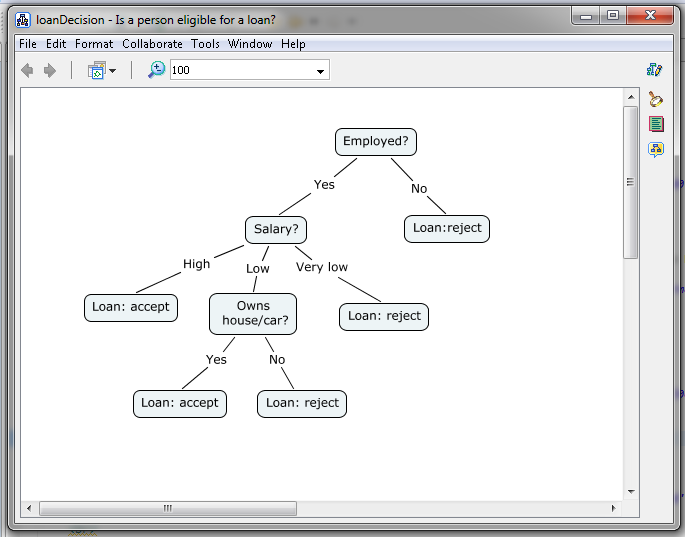 loanDecision - Is a person eligible for a loan?
File Edit Format Collaborate Tools Window Help
100
Employed?
Yes
No
Salary?
Loan:reject
High
Low
Very low
Loan: accept
Owns
house/car?
Loan: reject
Yes
No
Loan: accept
Loan: reject